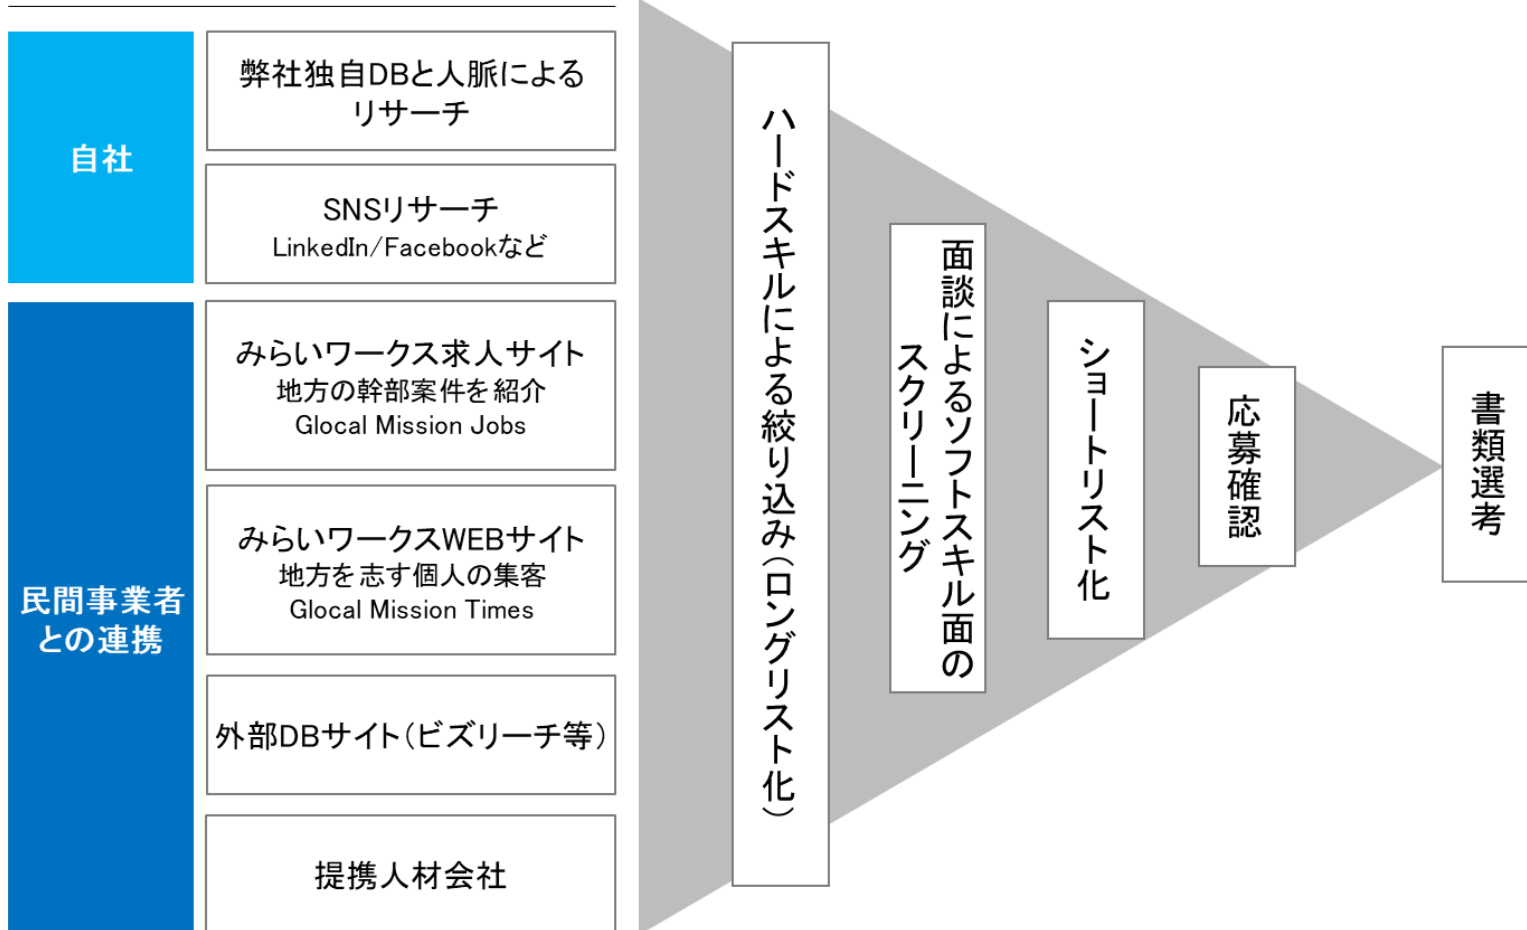 自社
弊社独自DBと人脈による
リサーチ
SNSリサーチ
LinkedIn/Facebookなど
民間事業者
との連携
みらいワークス求人サイト
地方の幹部案件を紹介
Glocal Mission Jobs
みらいワークスWEBサイト
地方を志す個人の集客
Glocal Mission Times
外部DBサイト(ビズリーチ等)
提携人材会社
ハードスキルによる絞り込み(ロングリスト化)
面談によるソフトスキル面の
スクリーニング
ショートリスト化
応募確認
書類選考